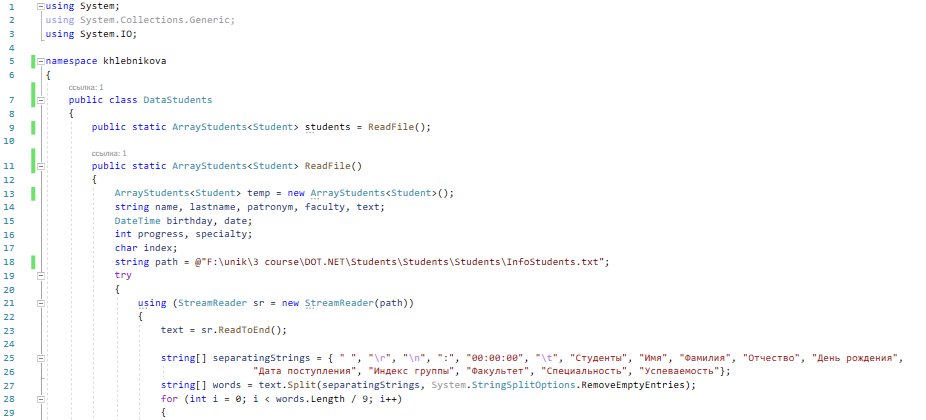 1 using System;
2 using System.Collections.Generic;
3 using System.IO;
4
5 namespace khlebnikova
6 {
ссылка: 1
7 public class DataStudents
8 {
9 public static ArrayStudents<Student> students = ReadFile();
10
ссылка: 1
11 public static ArrayStudents<Student> ReadFile()
12 {
13 ArrayStudents<Student> temp = new ArrayStudents<Student>();
14 string name, lastname, patronym, faculty, text;
15 DateTime birthday, date;
16 int progress, specialty;
17 char index;
18 string path = @"F:\unik\3 course\DOT.NET\Students\Students\Students\InfoStudents.txt";
19 try
20 {
21 using (StreamReader sr = new StreamReader(path))
22 {
23 text = sr.ReadToEnd();
24
25 string[] separatingStrings = { " ", "\r", "\n", ":", "00:00:00", "\t", "Студенты", "Имя", "Фамилия", "Отчество", "День рождения",
26 "Дата поступления", "Индекс группы", "Факультет", "Специальность", "Успеваемость"};
27 string[] words = text.Split(separatingStrings, System.StringSplitOptions.RemoveEmptyEntries);
28 for (int i = 0; i < words.Length / 9; i++)
29 {